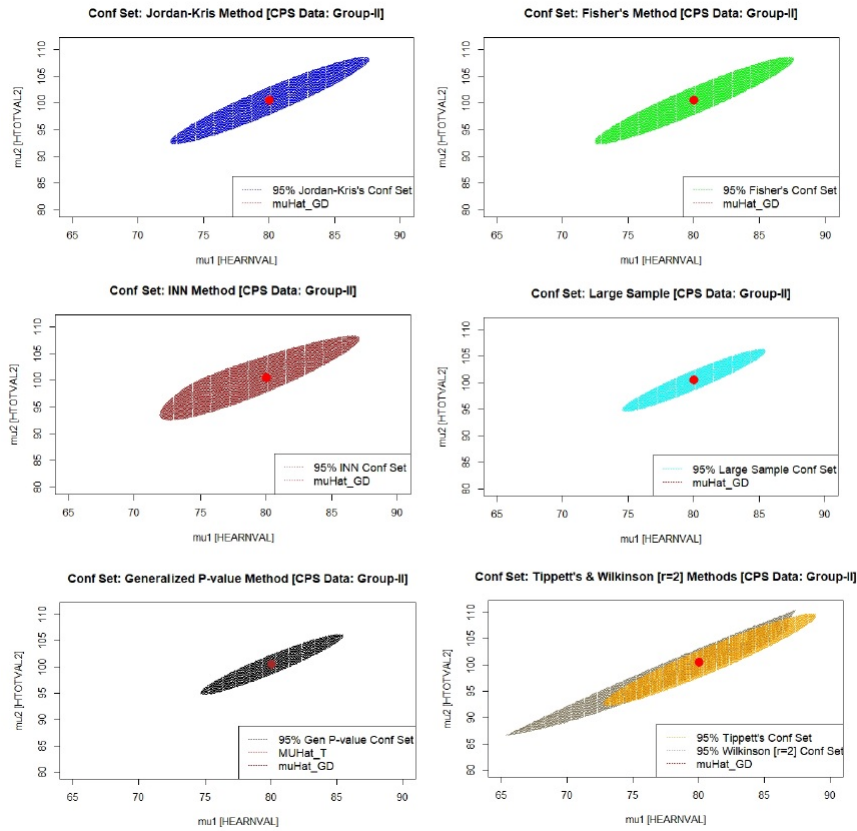 Conf Set: Jordan-Kris Method [CPS Data: Group-II]
mu2 [HTOTVAL2]
80 85 90 95 100 105 110
95% Jordan-Kris's Conf Set
muHat_GD
65 70 75 80 85 90
mu1 [HEARNVAL]
Conf Set: Fisher's Method [CPS Data: Group-II]
mu2 [HTOTVAL2]
80 85 90 95 100 105 110
95% Fisher's Conf Set
muHat_GD
65 70 75 80 85 90
mu1 [HEARNVAL]
Conf Set: INN Method [CPS Data: Group-II]
mu2 [HTOTVAL2]
80 85 90 95 100 105 110
95% INN Conf Set
muHat_GD
65 70 75 80 85 90
mu1 [HEARNVAL]
Conf Set: Large Sample [CPS Data: Group-II]
mu2 [HTOTVAL2]
80 85 90 95 100 105 110
95% Large Sample Conf Set
muHat_GD
65 70 75 80 85 90
mu1 [HEARNVAL]
Conf Set: Generalized P-value Method [CPS Data: Group-II]
mu2 [HTOTVAL2]
80 85 90 95 100 105 110
95% Gen P-value Conf Set
MUHat_T
muHat_GD
65 70 75 80 85 90
mu1 [HEARNVAL]
Conf Set: Tippett's & Wilkinson [r=2] Methods [CPS Data: Group-II]
mu2 [HTOTVAL2]
80 85 90 95 100 105 110
95% Tippett's Conf Set
95% Wilkinson [r=2] Conf Set
muHat_GD
65 70 75 80 85 90
mu1 [HEARNVAL]